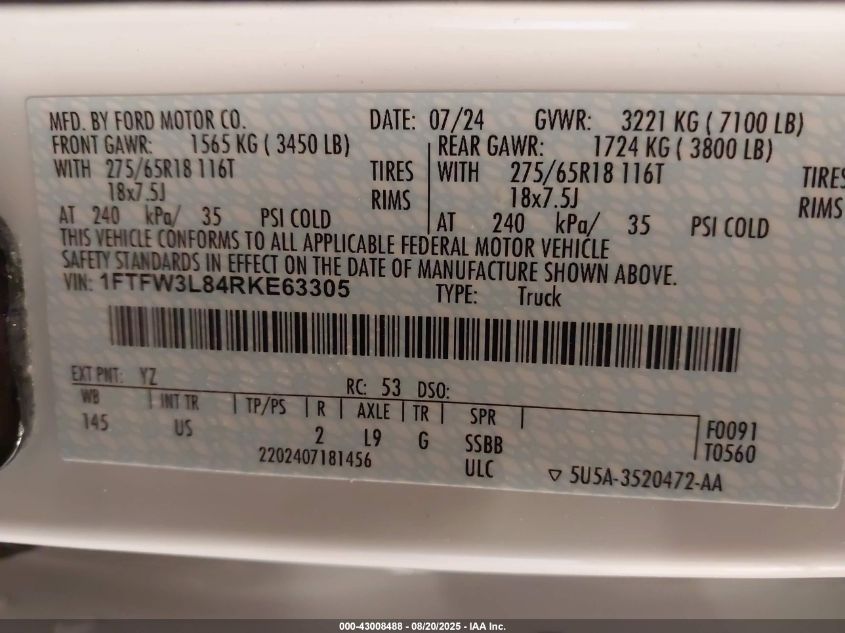 MFD. BY FORD MOTOR CO. DATE: 07/24 GVWR: 3221 KG ( 7100 LB)
FRONT GAWR: 1565 KG ( 3450 LB) REAR GAWR: 1724 KG ( 3800 LB)
WITH 275/65R18 116T TIRES WITH 275/65R18 116T TIRES
18x7.5J RIMS 18x7.5J RIMS
AT 240 kPa/ 35 PSI COLD AT 240 kPa/ 35 PSI COLD
THIS VEHICLE CONFORMS TO ALL APPLICABLE FEDERAL MOTOR VEHICLE
SAFETY STANDARDS IN EFFECT ON THE DATE OF MANUFACTURE SHOWN ABOVE.
VIN: 1FTFW3L84RKE63305 TYPE: Truck
EXT PNT: YZ RC: 53 DSO:
WB INT TR TP/PS R AXLE TR SPR
145 US 2 L9 G SSBB F0091
2202407181456 ULC T0560
5U5A-3520472-AA
000-43008488 - 08/20/2025 - IAA Inc.